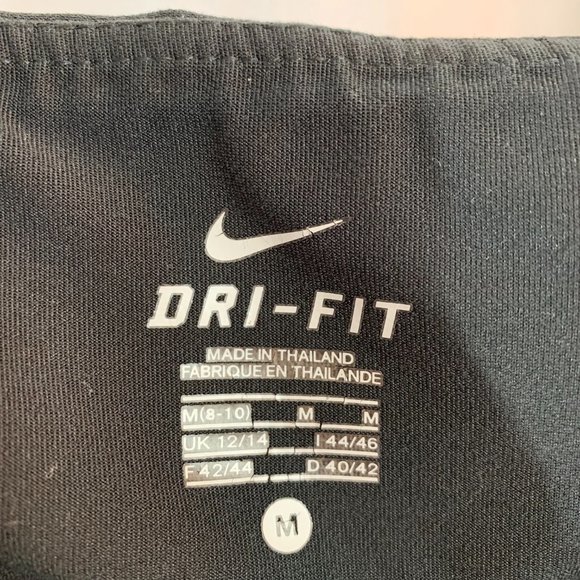 DRI-FIT
MADE IN THAILAND
FABRIQUE EN THAILANDE
M(8-10) M M
UK 12/14 I 44/46
F 42/44 D 40/42
M